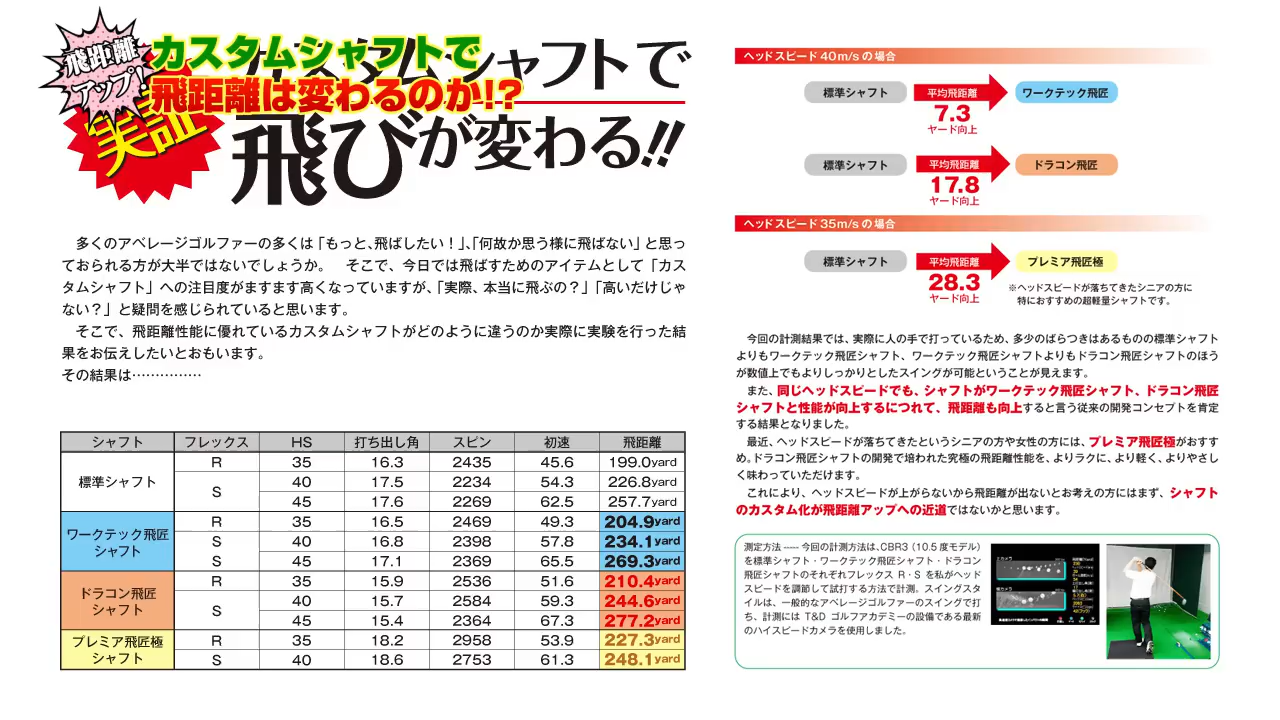 飛距離
アップ!
カスタムシャフトで
飛距離は変わるのか!?
実証
カスタムシャフトで
飛びが変わる!!
多くのアベレージゴルファーの多くは「もっと、飛ばしたい!」、「何故か思う様に飛ばない」と思っ
ておられる方が大半ではないでしょうか。 そこで、今日では飛ばすためのアイテムとして「カス
タムシャフト」への注目度がますます高くなっていますが、「実際、本当に飛ぶの?」「高いだけじゃ
ない?」と疑問を感じられていると思います。
そこで、飛距離性能に優れているカスタムシャフトがどのように違うのか実際に実験を行った結
果をお伝えしたいとおもいます。
その結果は……………
シャフト フレックス HS 打ち出し角 スピン 初速 飛距離
標準シャフト R 35 16.3 2435 45.6 199.0yard
S 40 17.5 2234 54.3 226.8yard
45 17.6 2269 62.5 257.7yard
ワークテック飛匠
シャフト
R 35 16.5 2469 49.3 204.9yard
S 40 16.8 2398 57.8 234.1yard
S 45 17.1 2369 65.5 269.3yard
ドラコン飛匠
シャフト
R 35 15.9 2536 51.6 210.4yard
S 40 15.7 2584 59.3 244.6yard
45 15.4 2364 67.3 277.2yard
プレミア飛匠極
シャフト
R 35 18.2 2958 53.9 227.3yard
S 40 18.6 2753 61.3 248.1yard
ヘッドスピード40m/sの場合
標準シャフト 平均飛距離 ワークテック飛匠
7.3
ヤード向上
標準シャフト 平均飛距離 ドラコン飛匠
17.8
ヤード向上
ヘッドスピード35m/sの場合
標準シャフト 平均飛距離 プレミア飛匠極
28.3
ヤード向上
※ヘッドスピードが落ちてきたシニアの方に
特におすすめの超軽量シャフトです。
今回の計測結果では、実際に人の手で打っているため、多少のばらつきはあるものの標準シャフト
よりもワークテック飛匠シャフト、ワークテック飛匠シャフトよりもドラコン飛匠シャフトのほう
が数値上でもよりしっかりとしたスイングが可能ということが見えます。
また、同じヘッドスピードでも、シャフトがワークテック飛匠シャフト、ドラコン飛匠
シャフトと性能が向上するにつれて、飛距離も向上すると言う従来の開発コンセプトを肯定
する結果となりました。
最近、ヘッドスピードが落ちてきたというシニアの方や女性の方には、プレミア飛匠極がおすす
め。ドラコン飛匠シャフトの開発で培われた究極の飛距離性能を、よりラクに、より軽く、よりやさし
く味わっていただけます。
これにより、ヘッドスピードが上がらないから飛距離が出ないとお考えの方にはまず、シャフト
のカスタム化が飛距離アップへの近道ではないかと思います。
測定方法 ----- 今回の計測方法は、CBR3(10.5度モデル)
を標準シャフト・ワークテック飛匠シャフト・ドラコン
飛匠シャフトのそれぞれフレックス R・S を私がヘッド
スピードを調節して試打する方法で計測。スイングスタ
イルは、一般的なアベレージゴルファーのスイングで打
ち、計測には T&D ゴルフアカデミーの設備である最新
のハイスピードカメラを使用しました。